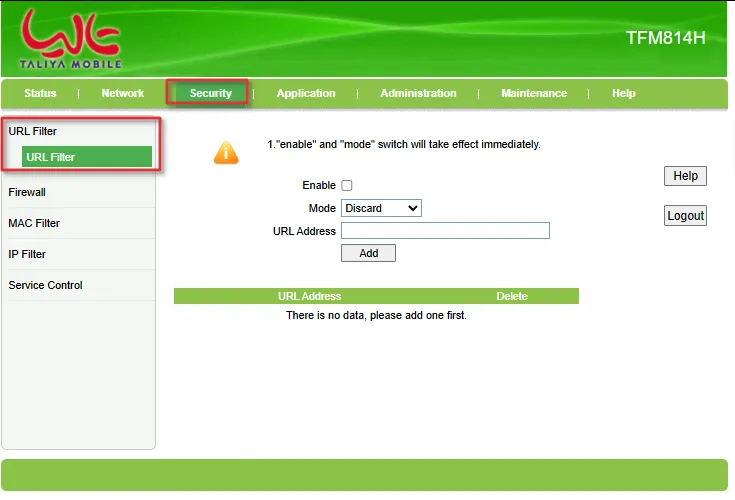 TALIYA MOBILE
TFM814H
Status | Network | Security | Application | Administration | Maintenance | Help
URL Filter
URL Filter
Firewall
MAC Filter
IP Filter
Service Control
1."enable" and "mode" switch will take effect immediately.
Enable
Mode Discard
URL Address
Add
Help
Logout
URL Address Delete
There is no data, please add one first.